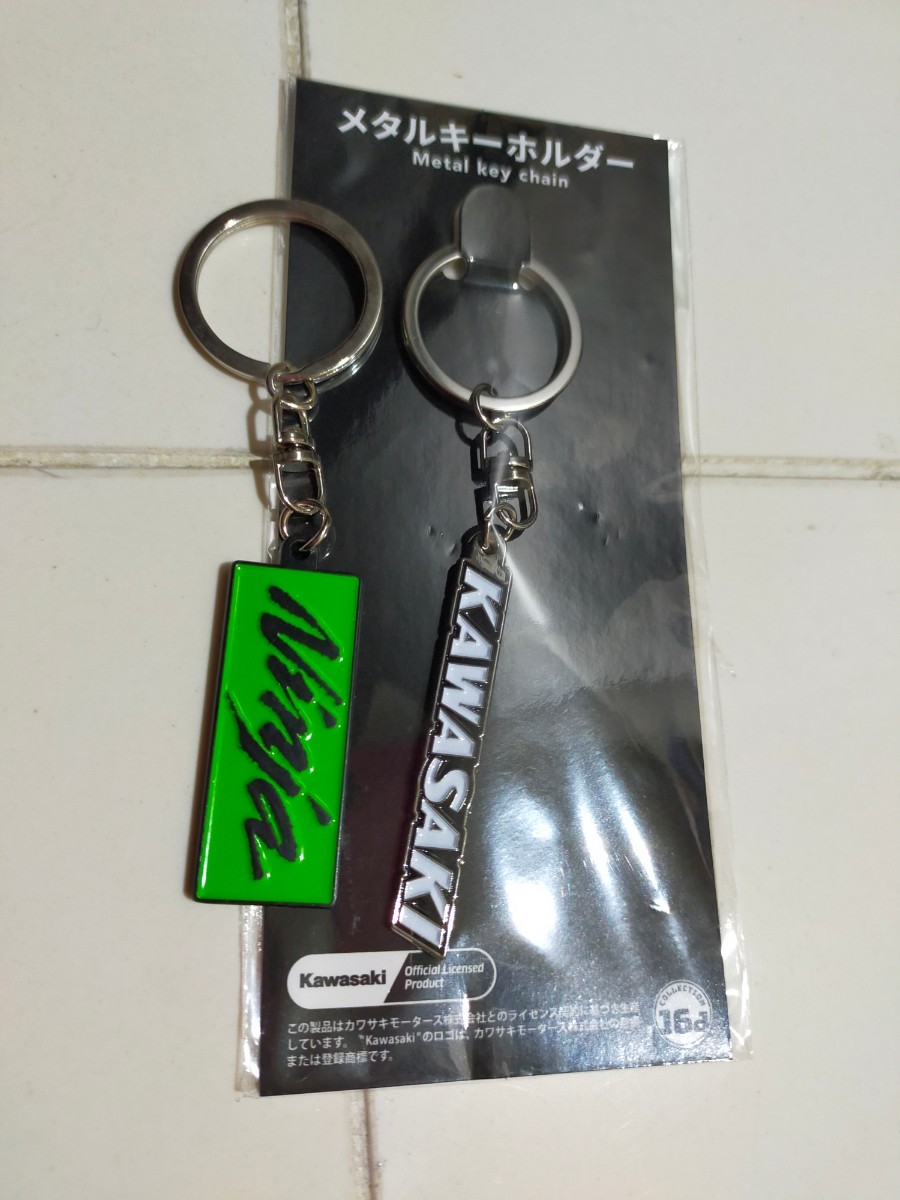 メタルキーホルダー
Metal key chain
Ninja
KAWASAKI
Kawasaki
Official Licensed
Product
この製品はカワサキモータース株式会社とのライセンス契約に基づき生産
しています。"Kawasaki"のロゴは、カワサキモータース株式会社の商標
または登録商標です。
COLLECTION
16d